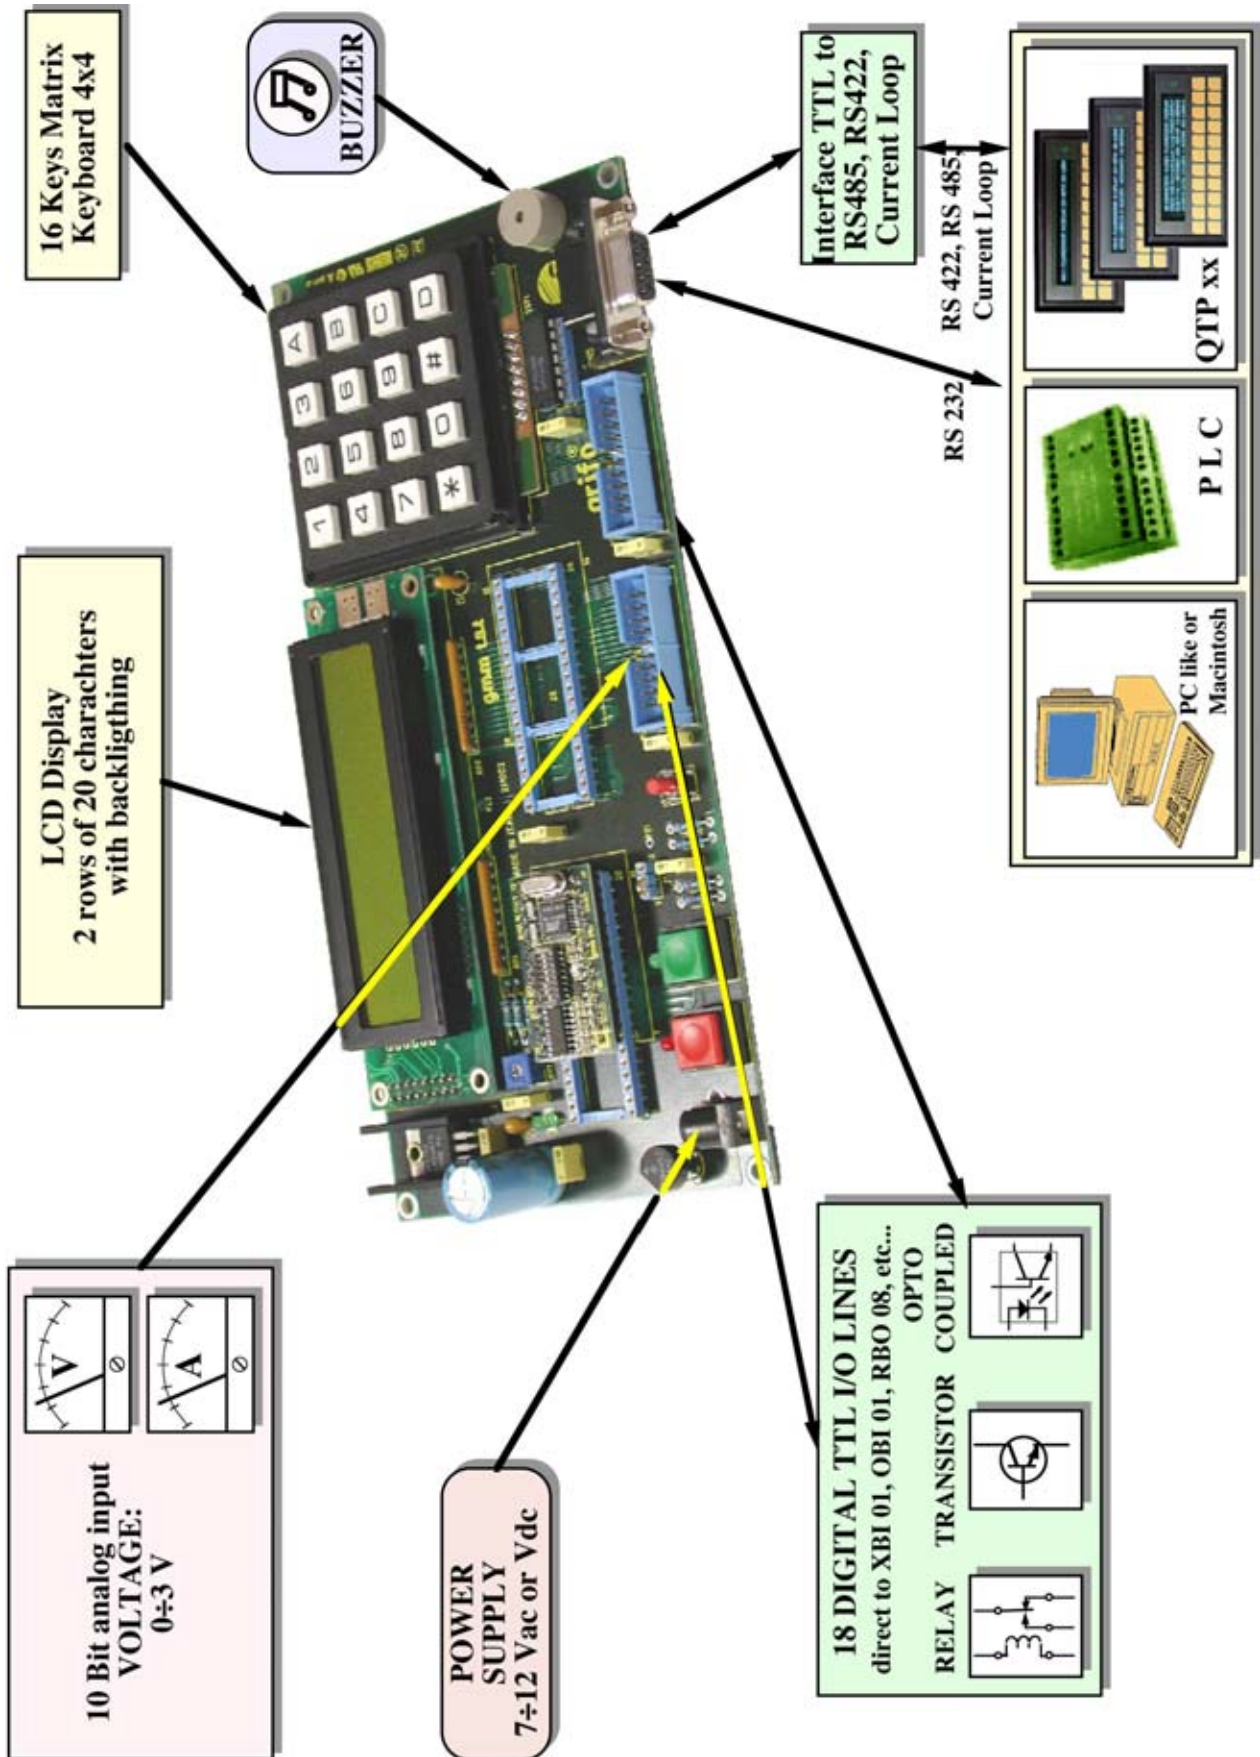 10 Bit analog input
VOLTAGE:
0÷3 V
V
A
LCD Display
2 rows of 20 charachters
with backligthing
16 Keys Matrix
Keyboard 4x4
BUZZER
POWER
SUPPLY
7÷12 Vac or Vdc
1 2 3 A
4 5 6 B
7 8 9 C
* 0 # D
grifo
®
Interface TTL to
RS485, RS422,
Current Loop
18 DIGITAL TTL I/O LINES
direct to XBI 01, OBI 01, RBO 08, etc...
OPTO
RELAY TRANSISTOR COUPLED
RS 232
RS 422, RS 485,
Current Loop
PC like or
Macintosh
P L C
QTP xx